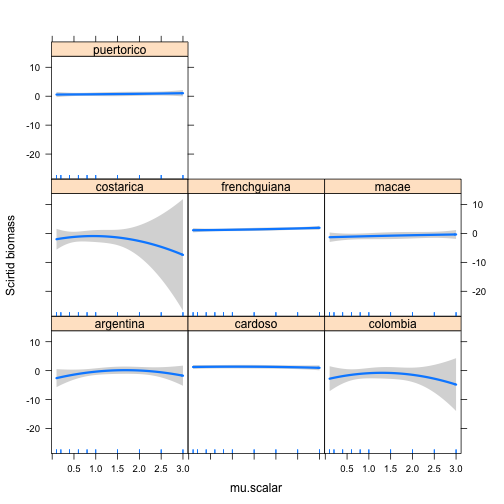 puertorico
10
0
-10
-20
costarica
frenchguiana
macae
10
0
-10
-20
argentina
cardoso
colombia
10
0
-10
-20
0.5 1.0 1.5 2.0 2.5 3.0
0.5 1.0 1.5 2.0 2.5 3.0
Scirtid biomass
mu.scalar